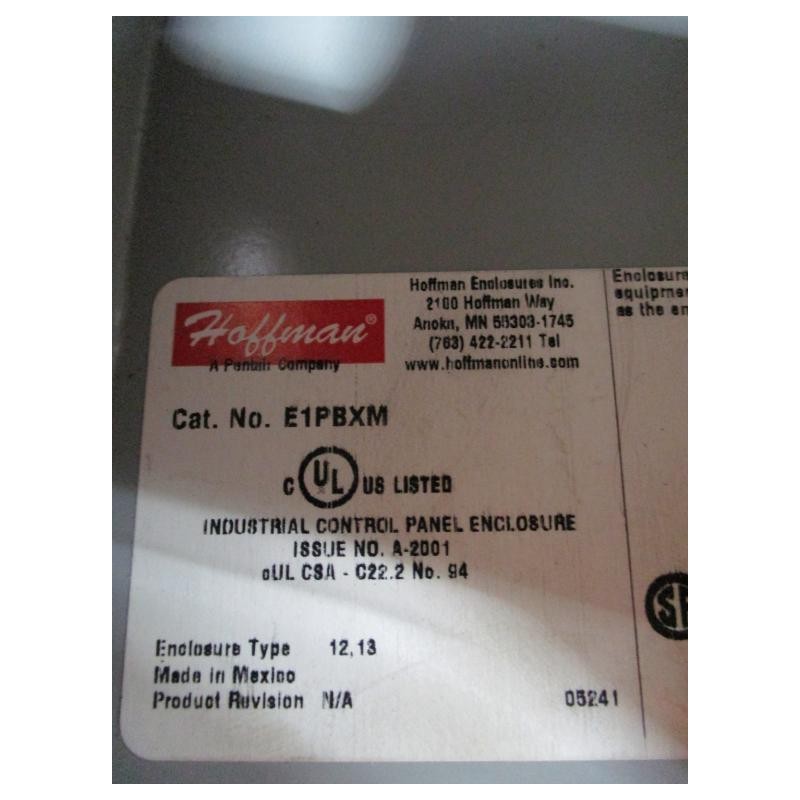 Hoffman®
A Pentair Company
Hoffman Enclosures Inc.
2100 Hoffman Way
Anoka, MN 55303-1745
(763) 422-2211 Tel
www.hoffmanonline.com
Cat. No. E1PBXM
C UL US LISTED
INDUSTRIAL CONTROL PANEL ENCLOSURE
ISSUE NO. A-2001
cUL CSA - C22.2 No. 94
Enclosure Type 12,13
Made in Mexico
Product Revision N/A
05241
Enclosure
equipme
as the en